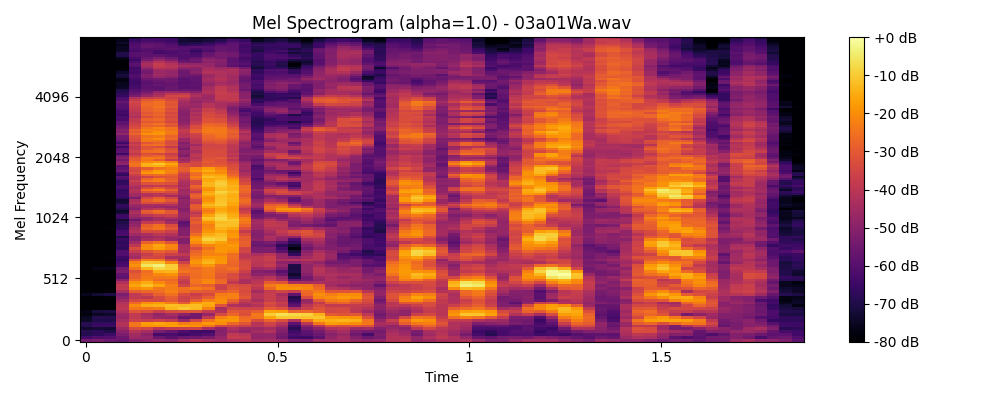 Mel Spectrogram (alpha=1.0) - 03a01Wa.wav
Mel Frequency
4096
2048
1024
512
0
0
0.5
1
1.5
Time
+0 dB
-10 dB
-20 dB
-30 dB
-40 dB
-50 dB
-60 dB
-70 dB
-80 dB